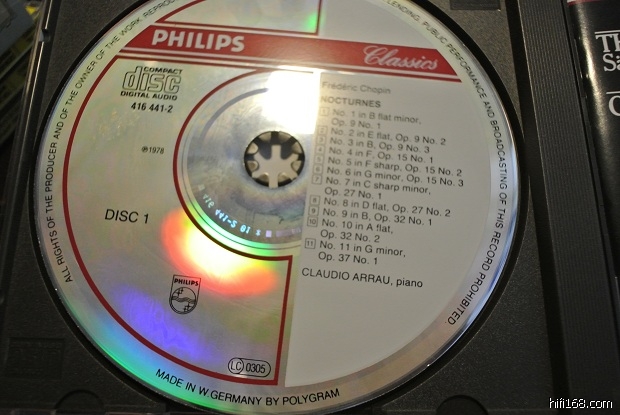 ALL RIGHTS OF THE PRODUCER AND OF THE OWNER OF THE WORK REPRODU
LENDING, PUBLIC PERFORMANCE AND BROADCASTING OF THIS RECORD PROHIBITED.
PHILIPS
Classics
COMPACT
disc
DIGITAL AUDIO
416 441-2
℗1978
DISC 1
Frédéric Chopin
NOCTURNES
1 No. 1 in B flat minor,
Op. 9 No. 1
2 No. 2 in E flat, Op. 9 No. 2
3 No. 3 in B, Op. 9 No. 3
4 No. 4 in F, Op. 15 No. 1
5 No. 5 in F sharp, Op. 15 No. 2
6 No. 6 in G minor, Op. 15 No. 3
7 No. 7 in C sharp minor,
Op. 27 No. 1
8 No. 8 in D flat, Op. 27 No. 2
9 No. 9 in B, Op. 32 No. 1
10 No. 10 in A flat,
Op. 32 No. 2
11 No. 11 in G minor,
Op. 37 No. 1
CLAUDIO ARRAU, piano
PHILIPS
LC 0305
MADE IN W. GERMANY BY POLYGRAM
hifi168.com